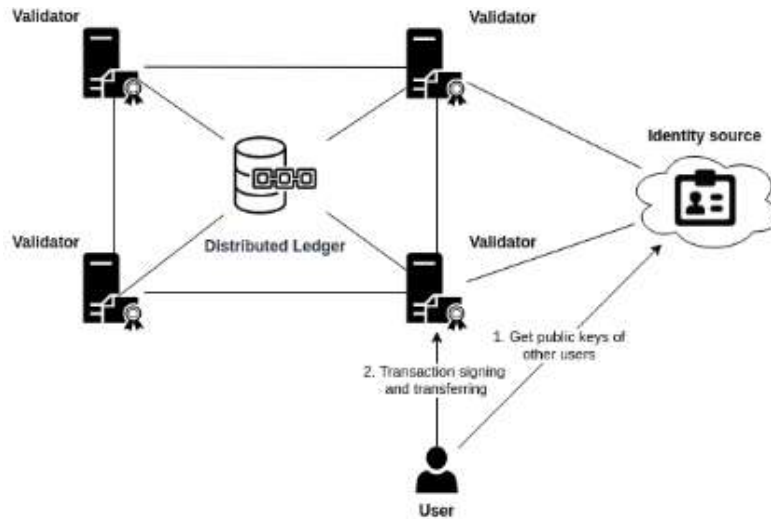 Validator
Validator
Identity source
Distributed Ledger
Validator
Validator
1. Get public keys of
other users
2. Transaction signing
and transferring
User